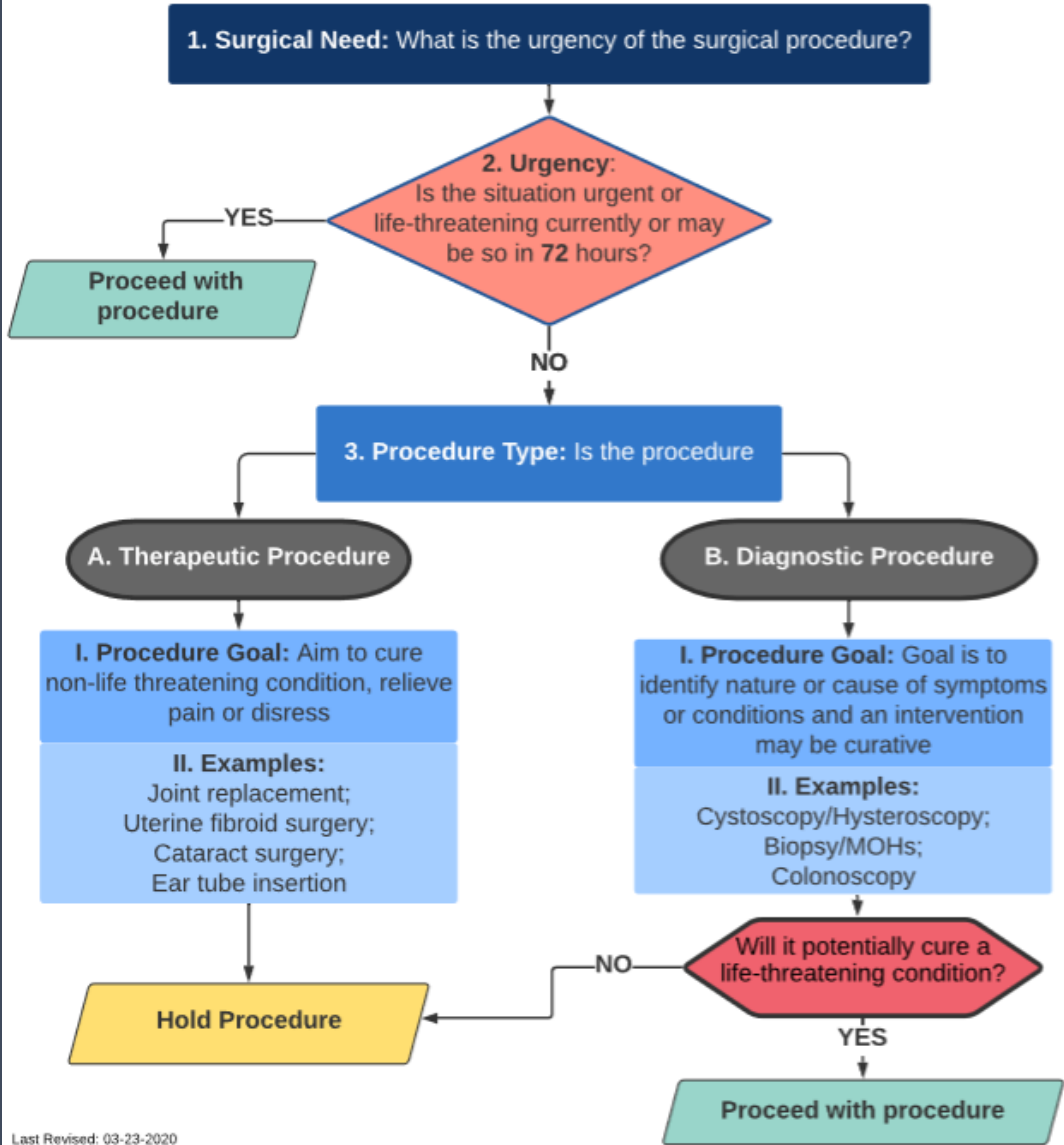 1. Surgical Need: What is the urgency of the surgical procedure?
2. Urgency:
Is the situation urgent or
life-threatening currently or may
be so in 72 hours?
YES
Proceed with
procedure
NO
3. Procedure Type: Is the procedure
A. Therapeutic Procedure
I. Procedure Goal: Aim to cure
non-life threatening condition, relieve
pain or disress
II. Examples:
Joint replacement;
Uterine fibroid surgery;
Cataract surgery;
Ear tube insertion
B. Diagnostic Procedure
I. Procedure Goal: Goal is to
identify nature or cause of symptoms
or conditions and an intervention
may be curative
II. Examples:
Cystoscopy/Hysteroscopy;
Biopsy/MOHs;
Colonoscopy
Will it potentially cure a
life-threatening condition?
NO
Hold Procedure
YES
Proceed with procedure
Last Revised: 03-23-2020